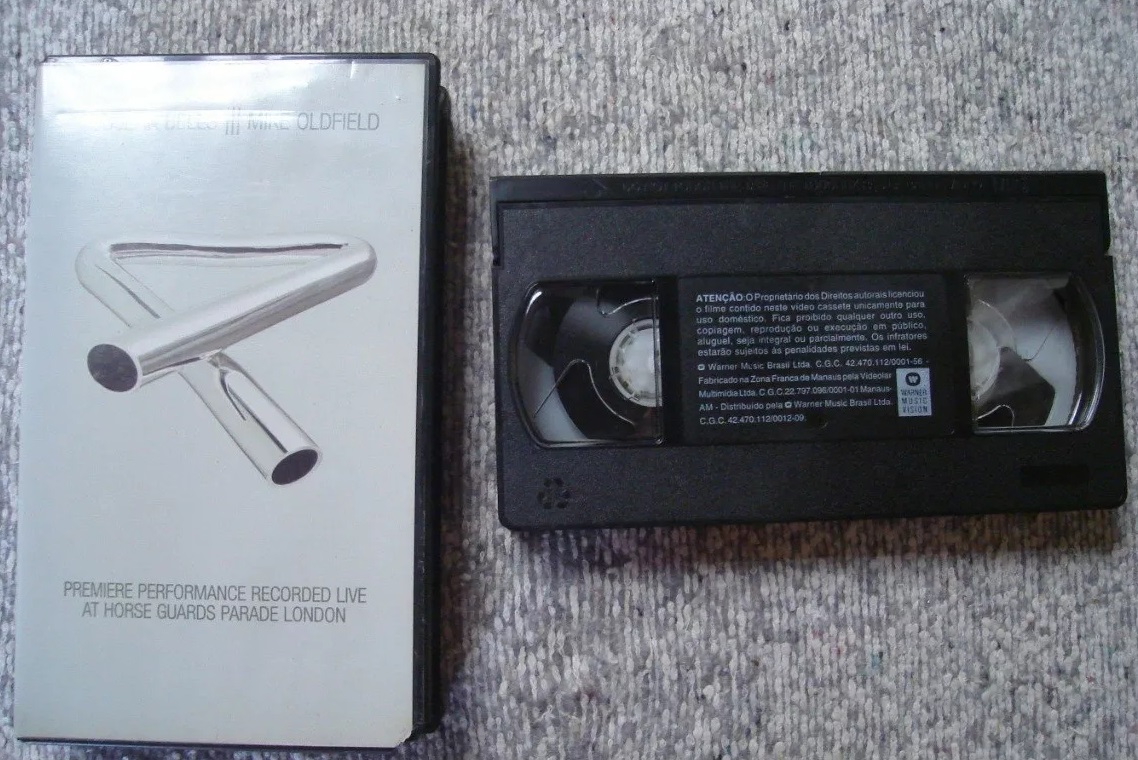 BELLS III MIKE OLDFIELD
PREMIERE PERFORMANCE RECORDED LIVE
AT HORSE GUARDS PARADE LONDON
ATENÇÃO: O Proprietário dos Direitos autorais licenciou
o filme contido neste vídeo cassete unicamente para
uso doméstico. Fica proibido qualquer outro uso,
copiagem, reprodução ou execução em público,
aluguel, seja integral ou parcialmente. Os infratores
estarão sujeitos às penalidades previstas em lei.
Warner Music Brasil Ltda. C.G.C. 42.470.112/0001-56 -
Fabricado na Zona Franca de Manaus pela Videolar
Multimídia Ltda. C.G.C.22.797.096/0001-01 Manaus-
AM - Distribuído pela Warner Music Brasil Ltda.
C.G.C. 42.470.112/0012-09.
WARNER
MUSIC
VISION